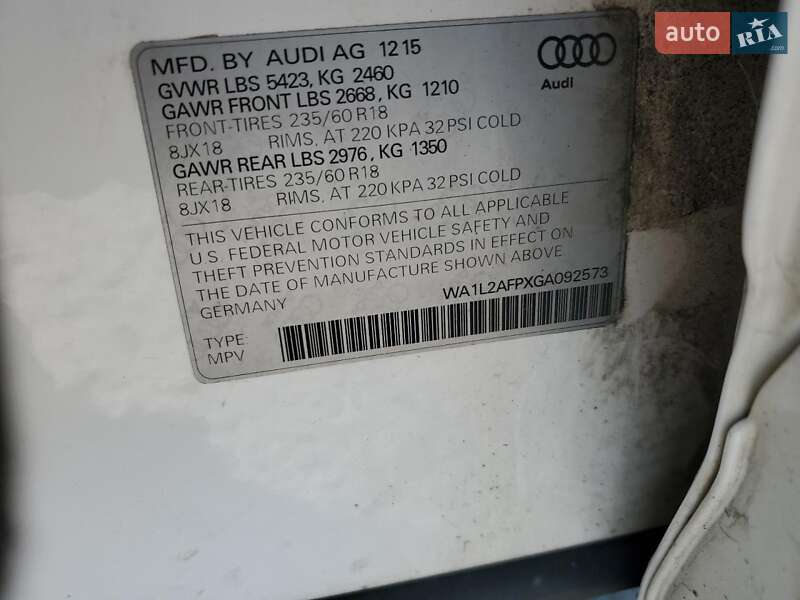 auto RIA
MFD. BY AUDI AG 1215
GVWR LBS 5423, KG 2460
GAWR FRONT LBS 2668, KG 1210
FRONT-TIRES 235/60 R18
8JX18 RIMS, AT 220 KPA 32 PSI COLD
GAWR REAR LBS 2976, KG 1350
REAR-TIRES 235/60 R18
8JX18 RIMS, AT 220 KPA 32 PSI COLD
Audi
THIS VEHICLE CONFORMS TO ALL APPLICABLE
U.S. FEDERAL MOTOR VEHICLE SAFETY AND
THEFT PREVENTION STANDARDS IN EFFECT ON
THE DATE OF MANUFACTURE SHOWN ABOVE
GERMANY
WA1L2AFPXGA092573
TYPE:
MPV